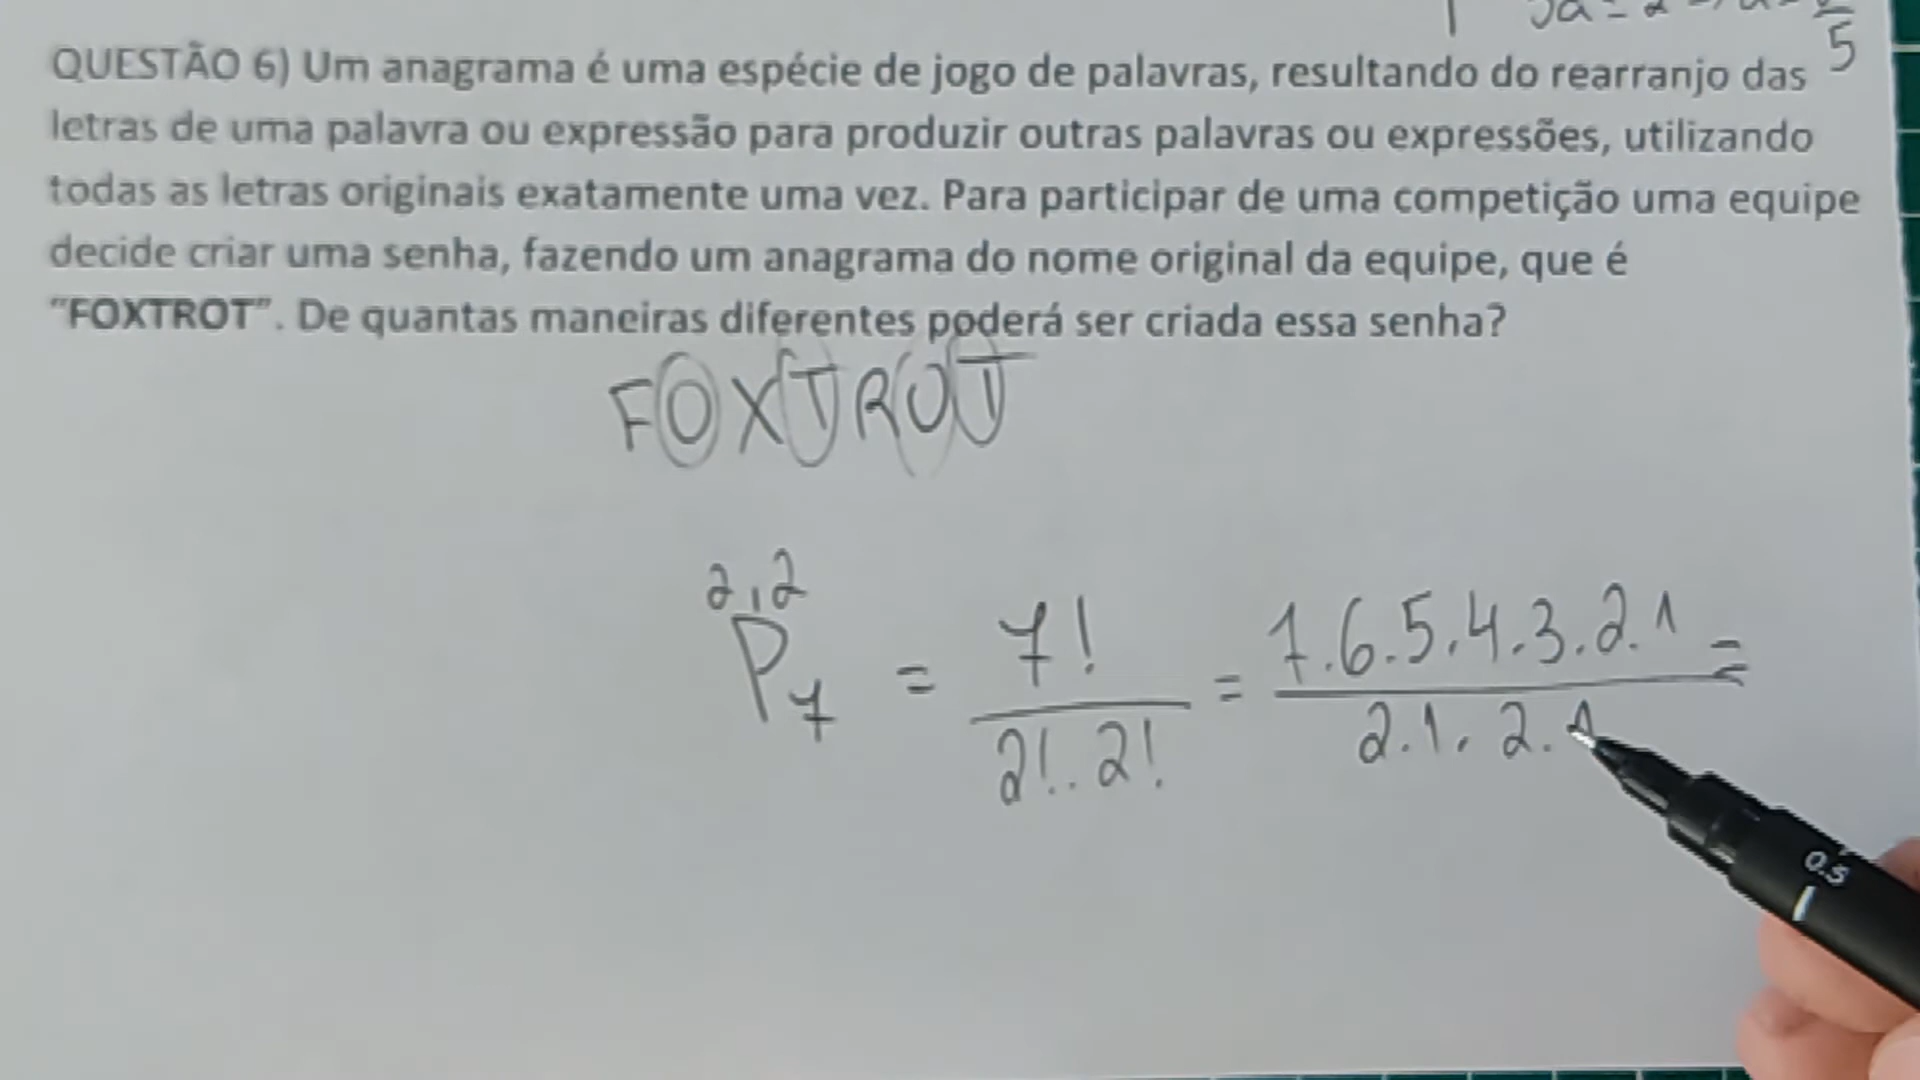 QUESTÃO 6) Um anagrama é uma espécie de jogo de palavras, resultando do rearranjo das
5
letras de uma palavra ou expressão para produzir outras palavras ou expressões, utilizando
todas as letras originais exatamente uma vez. Para participar de uma competição uma equipe
decide criar uma senha, fazendo um anagrama do nome original da equipe, que é
“FOXTROT”. De quantas maneiras diferentes poderá ser criada essa senha?
FOXTROT
2,2
P7 = 7! = 7.6.5.4.3.2.1 =
2!.2! 2.1.2.1
0.5